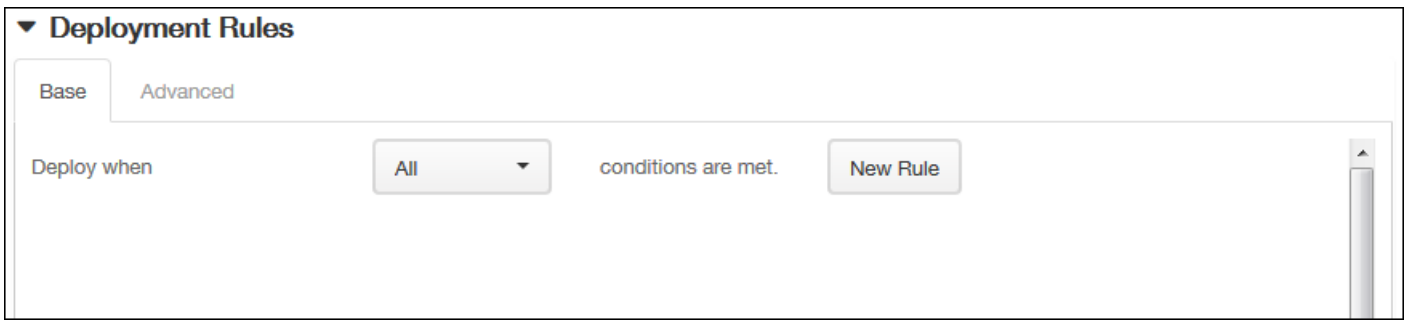 Deployment Rules
Base Advanced
Deploy when All conditions are met. New Rule